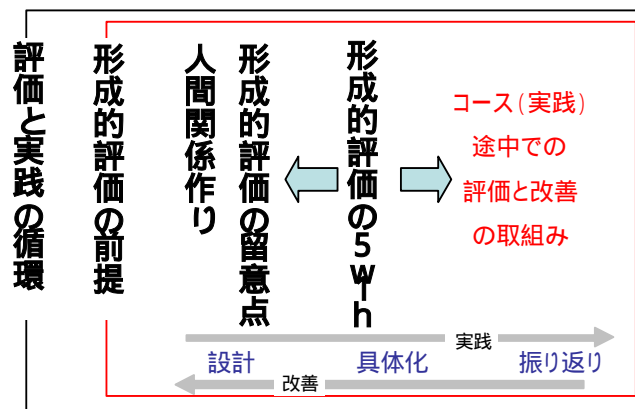 評価と実践の循環
形成的評価の前提
人間関係作り
形成的評価の留意点
形成的評価の5w1h
コース(実践)
途中での
評価と改善
の取組み
実践
設計
具体化
振り返り
改善